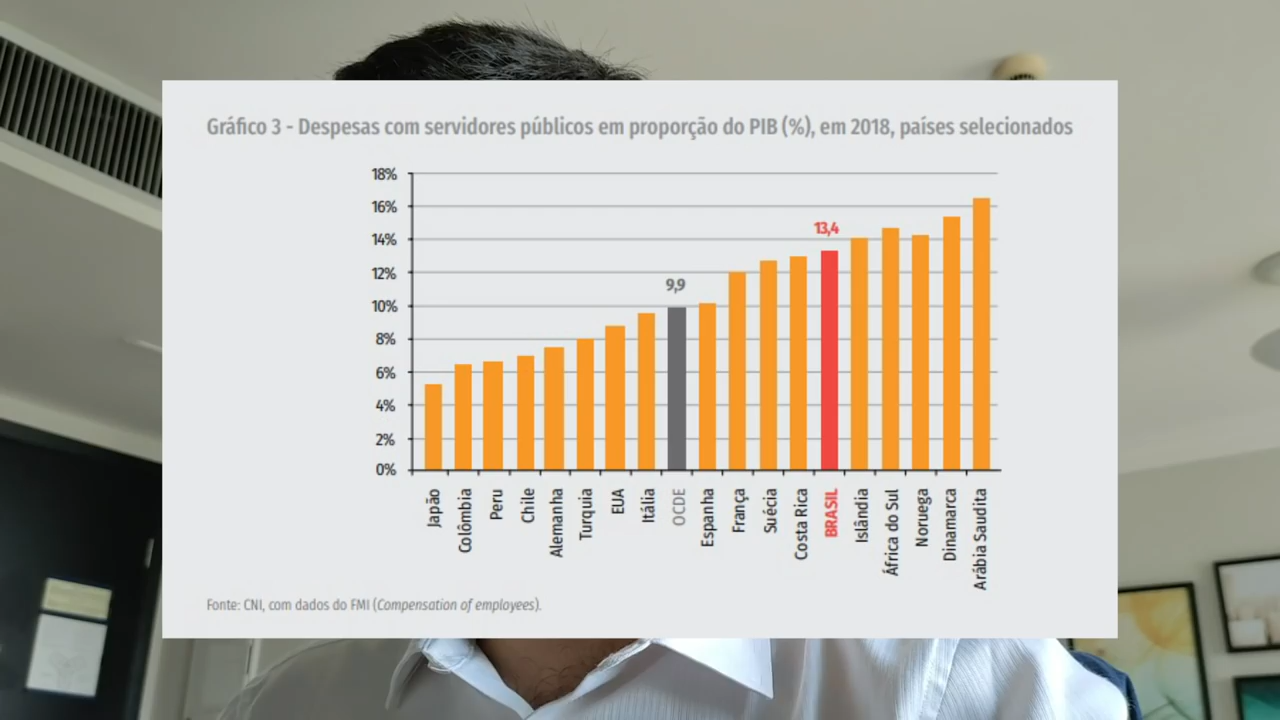 Gráfico 3 - Despesas com servidores públicos em proporção do PIB (%), em 2018, países selecionados
18%
16%
14%
12%
10%
8%
6%
4%
2%
0%
9,9
13,4
Japão
Colômbia
Peru
Chile
Alemanha
Turquia
EUA
Itália
OCDE
Espanha
França
Suécia
Costa Rica
BRASIL
Islândia
África do Sul
Noruega
Dinamarca
Arábia Saudita
Fonte: CNI, com dados do FMI (Compensation of employees).